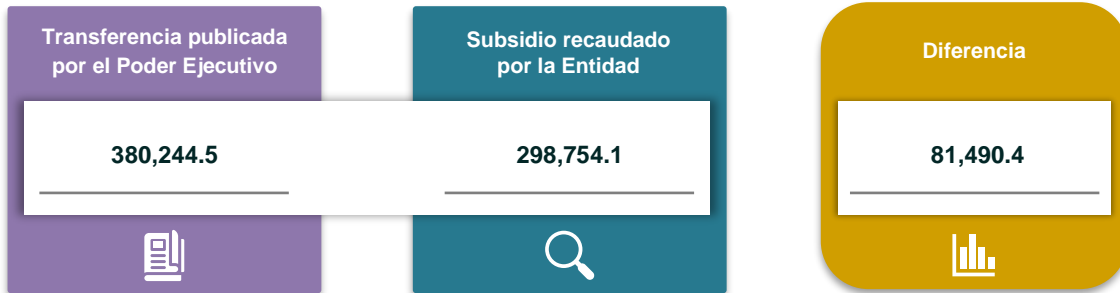 Transferencia publicada
por el Poder Ejecutivo
380,244.5
Subsidio recaudado
por la Entidad
298,754.1
Diferencia
81,490.4